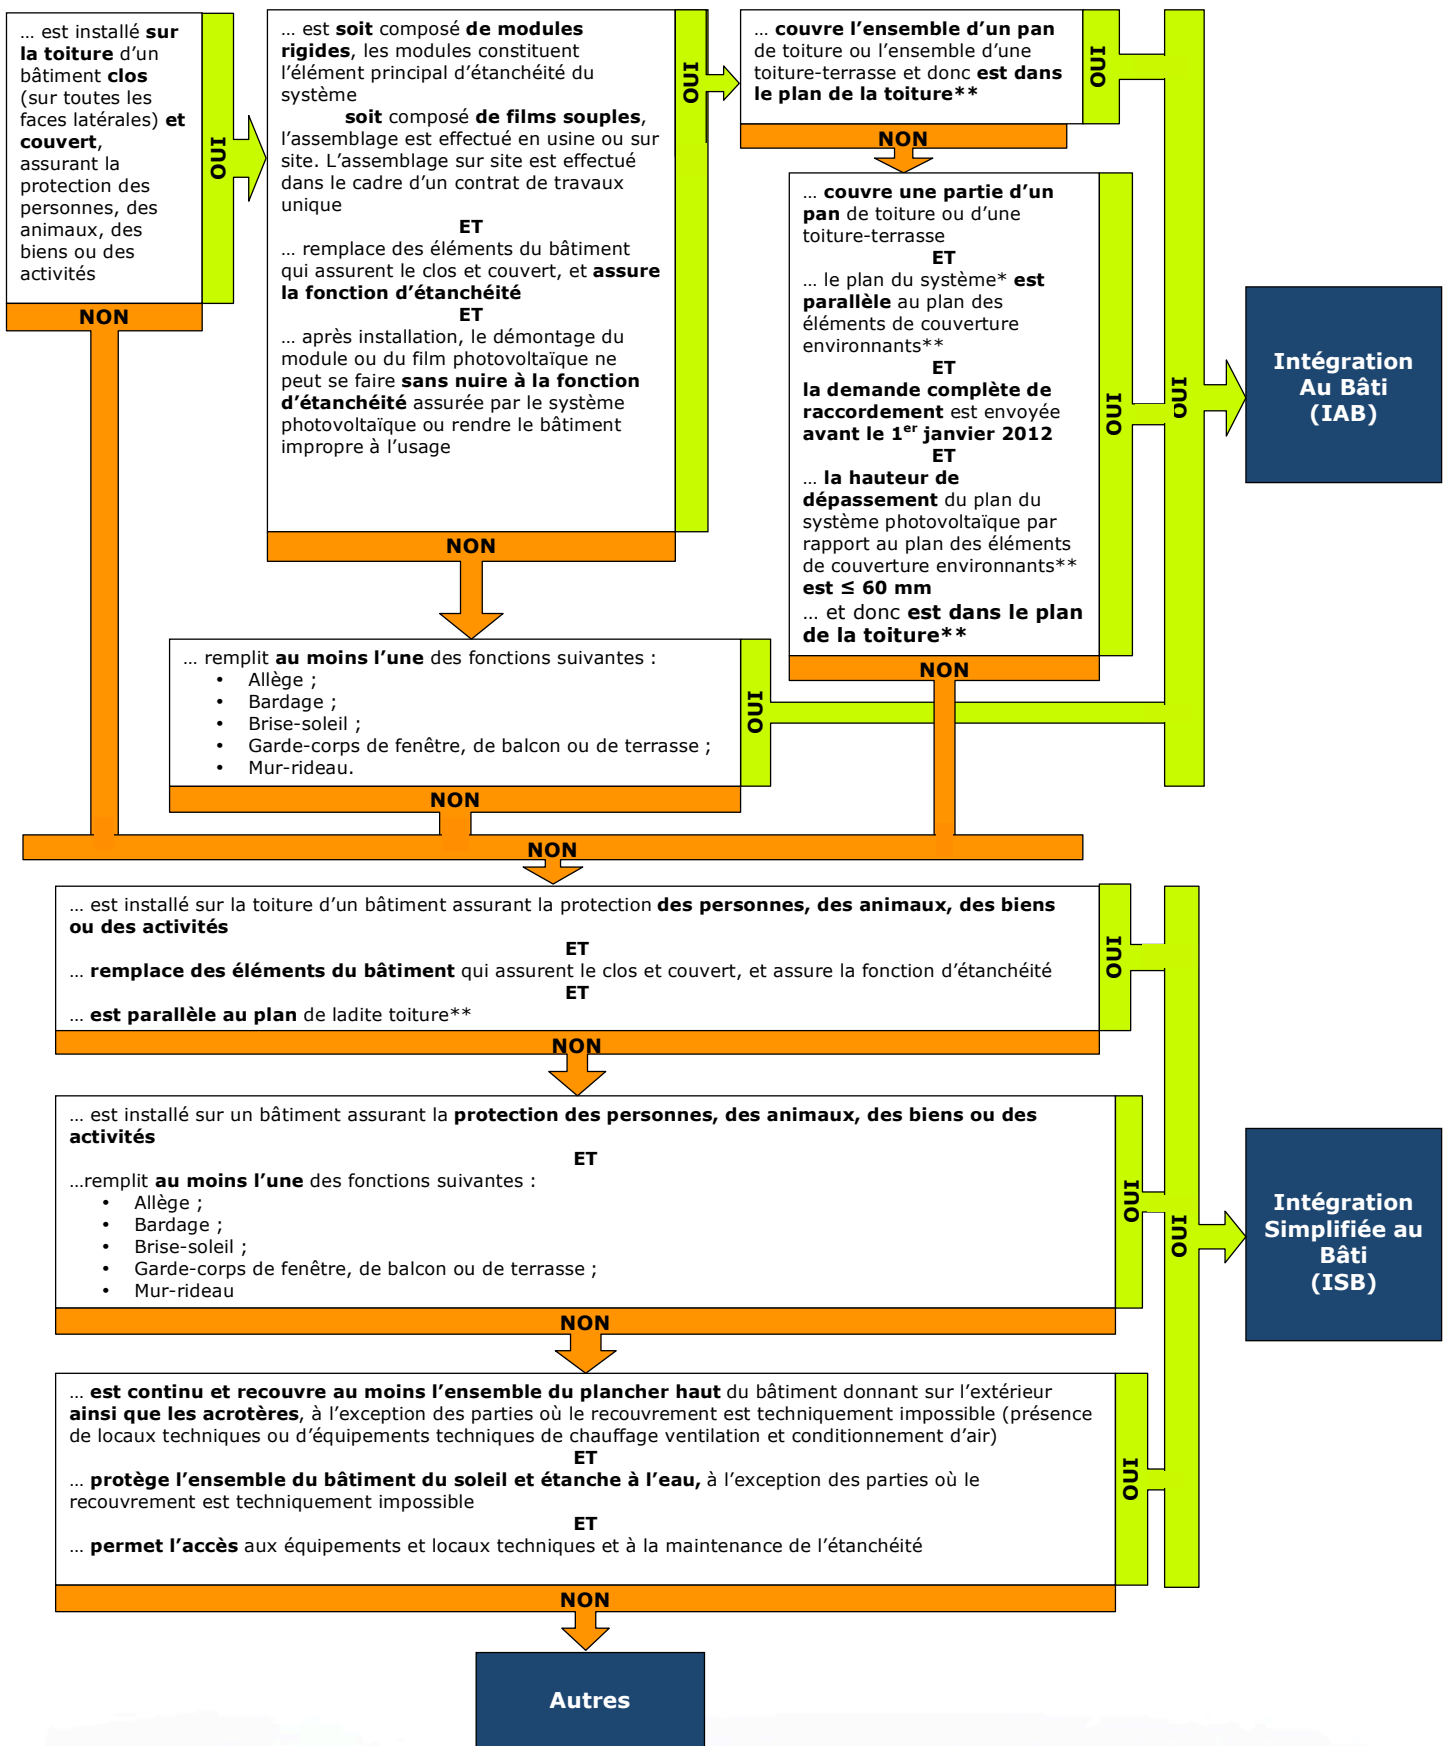 … est installé sur
la toiture d’un
bâtiment clos
(sur toutes les
faces latérales) et
couvert,
assurant la
protection des
personnes, des
animaux, des
biens ou des
activités
OUI
NON
… est soit composé de modules
rigides, les modules constituent
l’élément principal d’étanchéité du
système
soit composé de films souples,
l’assemblage est effectué en usine ou sur
site. L’assemblage sur site est effectué
dans le cadre d’un contrat de travaux
unique
ET
… remplace des éléments du bâtiment
qui assurent le clos et couvert, et assure
la fonction d’étanchéité
ET
… après installation, le démontage du
module ou du film photovoltaïque ne
peut se faire sans nuire à la fonction
d’étanchéité assurée par le système
photovoltaïque ou rendre le bâtiment
impropre à l’usage
OUI
NON
… couvre l’ensemble d’un pan
de toiture ou l’ensemble d’une
toiture-terrasse et donc est dans
le plan de la toiture**
OUI
NON
… couvre une partie d’un
pan de toiture ou d’une
toiture-terrasse
ET
… le plan du système* est
parallèle au plan des
éléments de couverture
environnants**
ET
la demande complète de
raccordement est envoyée
avant le 1er janvier 2012
ET
… la hauteur de
dépassement du plan du
système photovoltaïque par
rapport au plan des éléments
de couverture environnants**
est ≤ 60 mm
… et donc est dans le plan
de la toiture**
OUI
NON
OUI
Intégration
Au Bâti
(IAB)
… remplit au moins l’une des fonctions suivantes :
• Allège ;
• Bardage ;
• Brise-soleil ;
• Garde-corps de fenêtre, de balcon ou de terrasse ;
• Mur-rideau.
OUI
NON
NON
… est installé sur la toiture d’un bâtiment assurant la protection des personnes, des animaux, des biens
ou des activités
ET
… remplace des éléments du bâtiment qui assurent le clos et couvert, et assure la fonction d’étanchéité
ET
… est parallèle au plan de ladite toiture**
OUI
NON
… est installé sur un bâtiment assurant la protection des personnes, des animaux, des biens ou des
activités
ET
…remplit au moins l’une des fonctions suivantes :
• Allège ;
• Bardage ;
• Brise-soleil ;
• Garde-corps de fenêtre, de balcon ou de terrasse ;
• Mur-rideau
OUI
NON
OUI
Intégration
Simplifiée au
Bâti
(ISB)
… est continu et recouvre au moins l’ensemble du plancher haut du bâtiment donnant sur l’extérieur
ainsi que les acrotères, à l’exception des parties où le recouvrement est techniquement impossible (présence
de locaux techniques ou d’équipements techniques de chauffage ventilation et conditionnement d’air)
ET
… protège l’ensemble du bâtiment du soleil et étanche à l’eau, à l’exception des parties où le
recouvrement est techniquement impossible
ET
… permet l’accès aux équipements et locaux techniques et à la maintenance de l’étanchéité
OUI
NON
Autres